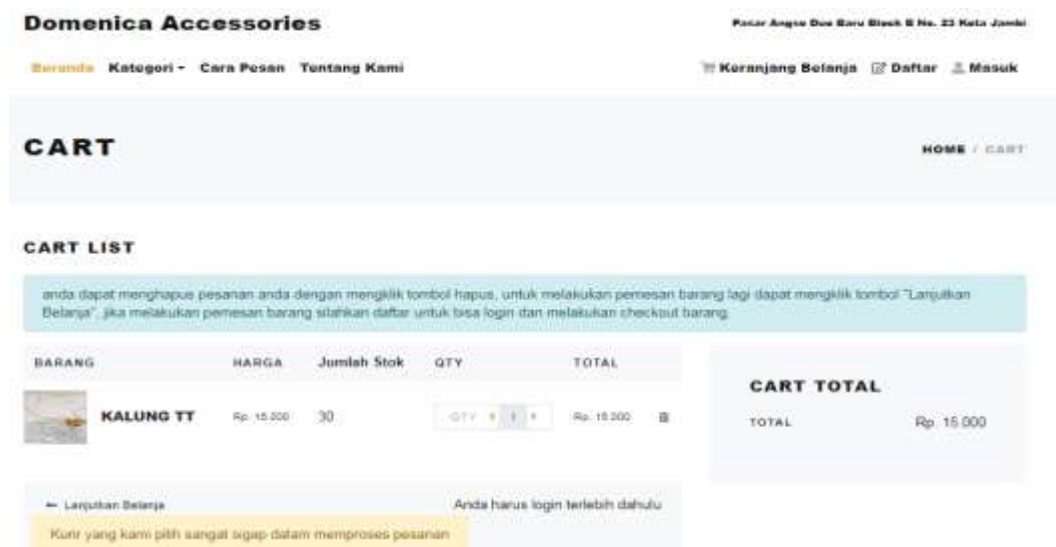 Domenica Accessories
Pasar Angso Duo Baru Block B No. 23 Kota Jambi
Beranda Kategori Cara Pesan Tentang Kami
Keranjang Belanja Daftar Masuk
CART
HOME / CART
CART LIST
anda dapat menghapus pesanan anda dengan mengklik tombol hapus, untuk melakukan pemesan barang lagi dapat mengklik tombol "Lanjutkan
Belanja", jika melakukan pemesan barang silahkan daftar untuk bisa login dan melakukan checkout barang.
BARANG HARGA Jumlah Stok QTY TOTAL
KALUNG TT Rp. 15.000 30 QTY 1 Rp. 15.000
CART TOTAL
TOTAL Rp. 15.000
← Lanjutkan Belanja
Anda harus login terlebih dahulu
Kurir yang kami pilih sangat sigap dalam memproses pesanan